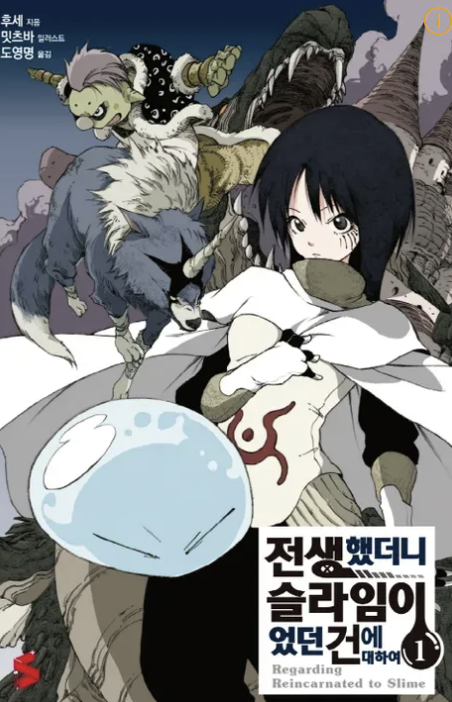 후세 지음
밋츠바 일러스트
도영명 옮김
전생했더니
슬라임이
었던 건에
대하여 1
Regarding
Reincarnated to Slime
S